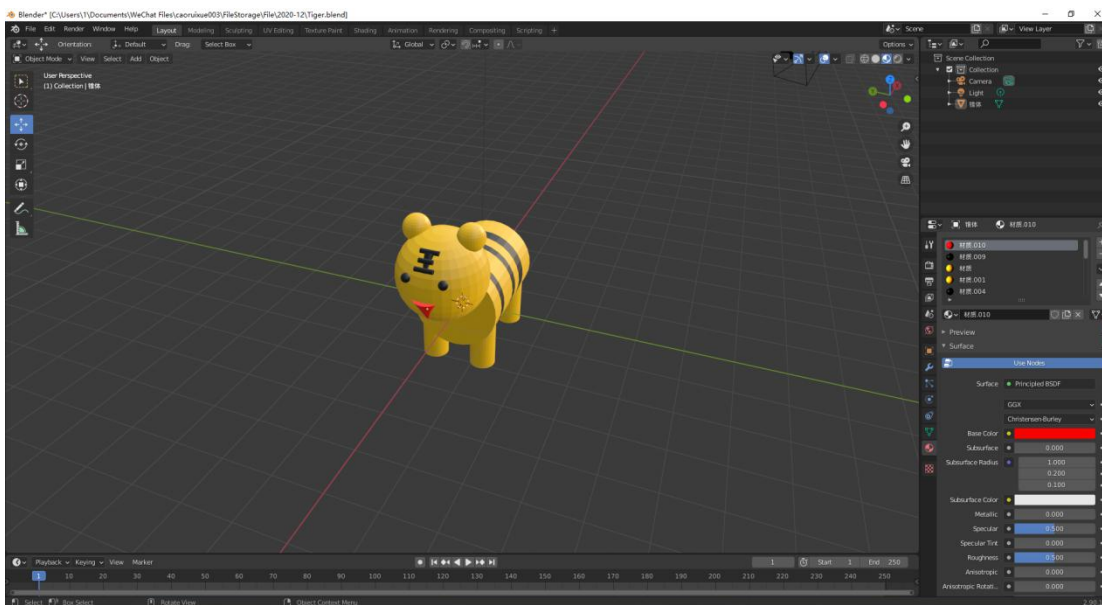 Blender* [C:\Users\1\Documents\WeChat Files\caoruixue003\FileStorage\File\2020-12\Tiger.blend]
File Edit Render Window Help Layout Modeling Sculpting UV Editing Texture Paint Shading Animation Rendering Compositing Scripting + Scene View Layer
Orientation Default Drag Select Box Global Options
Object Mode View Select Add Object
User Perspective
(1) Collection | 锥体
Scene Collection
Collection
Camera
Light
锥体
锥体 材质.010
材质.010
材质.009
材质
材质.001
材质.004
材质.010
Preview
Surface
Use Nodes
Surface Principled BSDF
GGX
Christensen-Burley
Base Color
Subsurface 0.000
Subsurface Radius 1.000
0.200
0.100
Subsurface Color
Metallic 0.000
Specular 0.500
Specular Tint 0.000
Roughness 0.500
Anisotropic 0.000
Anisotropic Rotati... 0.000
Playback Keying View Marker 1 Start 1 End 250
1 10 20 30 40 50 60 70 80 90 100 110 120 130 140 150 160 170 180 190 200 210 220 230 240 250
Select Box Select Rotate View Object Context Menu